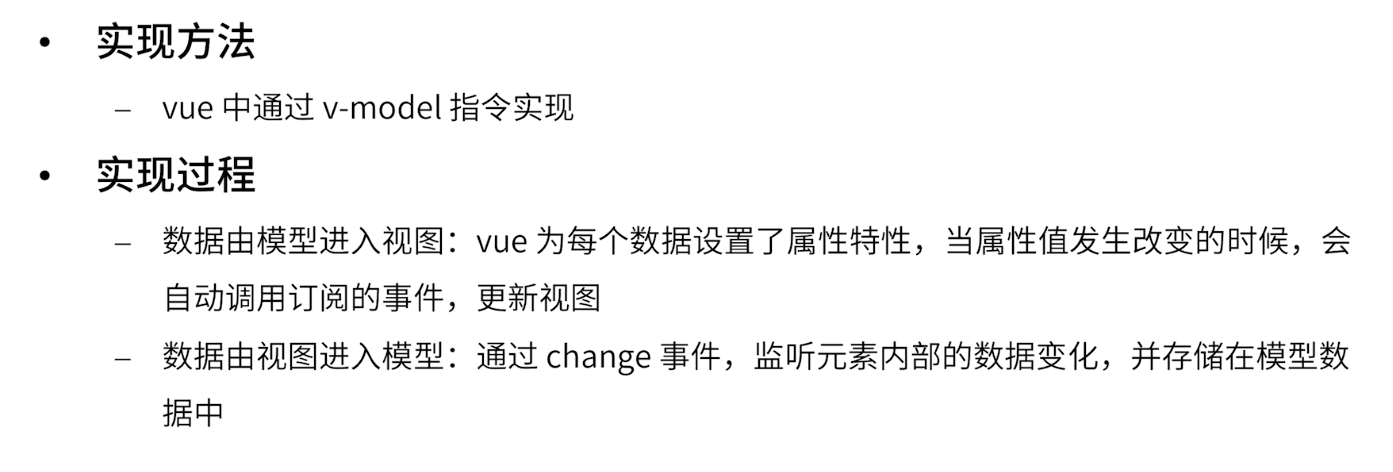 • 实现方法
– vue 中通过 v-model 指令实现
• 实现过程
– 数据由模型进入视图：vue 为每个数据设置了属性特性，当属性值发生改变的时候，会
自动调用订阅的事件，更新视图
– 数据由视图进入模型：通过 change 事件，监听元素内部的数据变化，并存储在模型数
据中